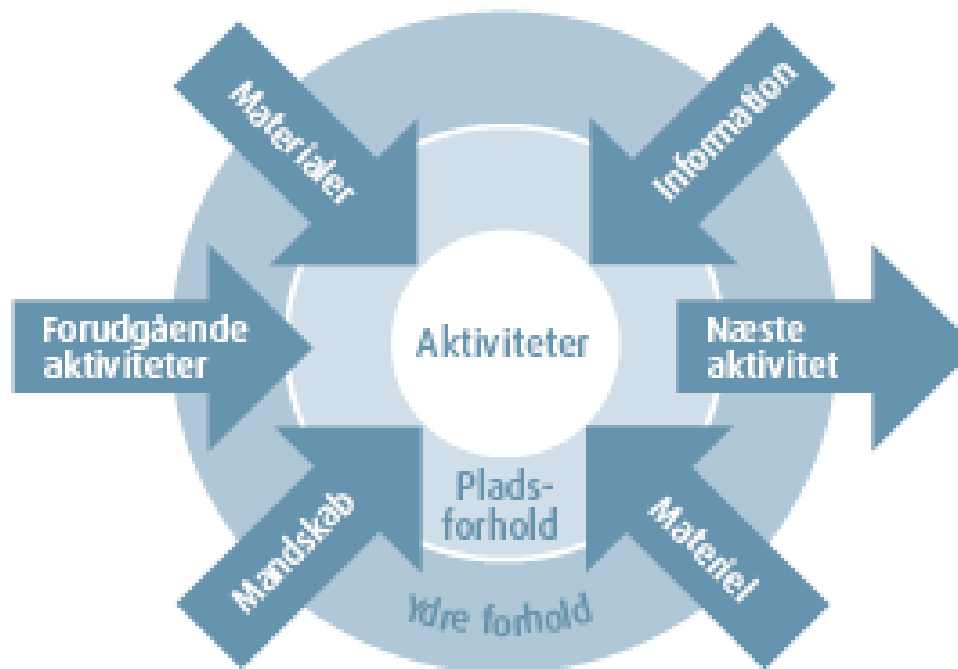 Materialer
Information
Forudgående
aktiviteter
Aktiviteter
Næste
aktivitet
Plads-
forhold
Mandskab
Materiel
Ydre forhold